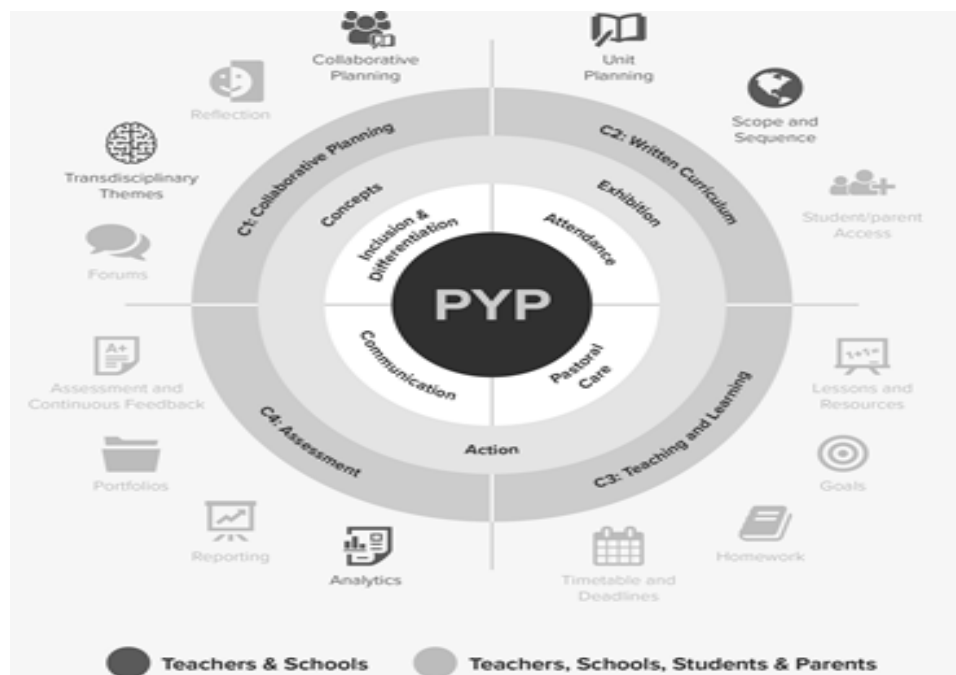 Collaborative
Planning
Unit
Planning
Reflection
Scope and
Sequence
Transdisciplinary
Themes
Student/parent
Access
Forums
C1: Collaborative Planning
C2: Written Curriculum
Concepts
Exhibition
Inclusion &
Differentiation
Attendance
PYP
Communication
Pastoral
Care
Action
C4: Assessment
C3: Teaching and Learning
Assessment and
Continuous Feedback
A+
Lessons and
Resources
1+1=
Portfolios
Goals
Reporting
Analytics
Timetable and
Deadlines
Homework
Teachers & Schools
Teachers, Schools, Students & Parents